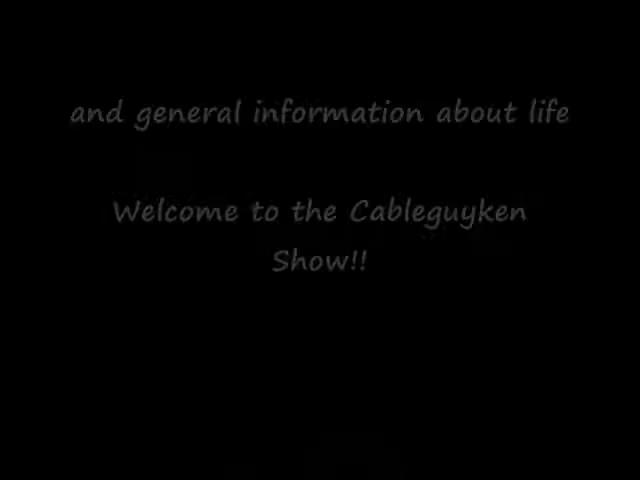 and general information about life
Welcome to the Cableguyken
Show!!